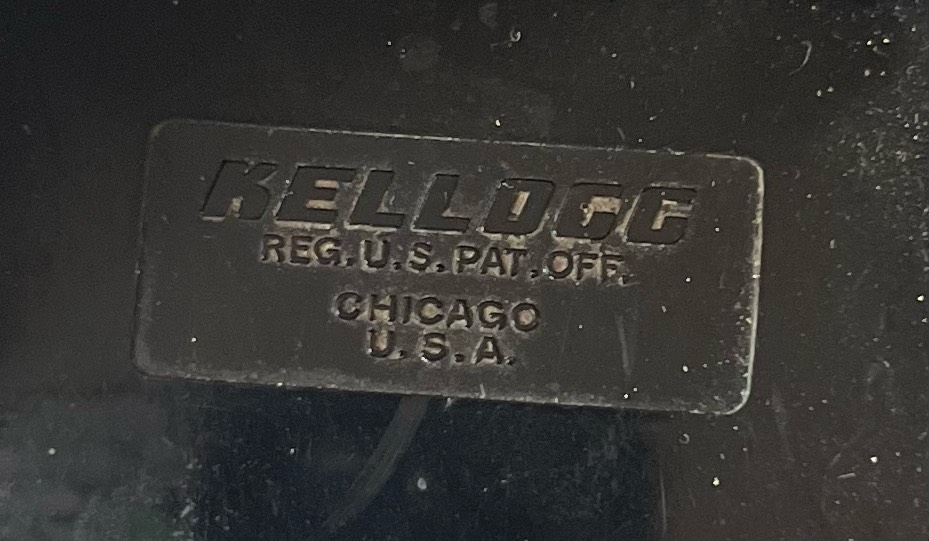 KELLOGG
REG. U.S. PAT. OFF.
CHICAGO
U. S. A.